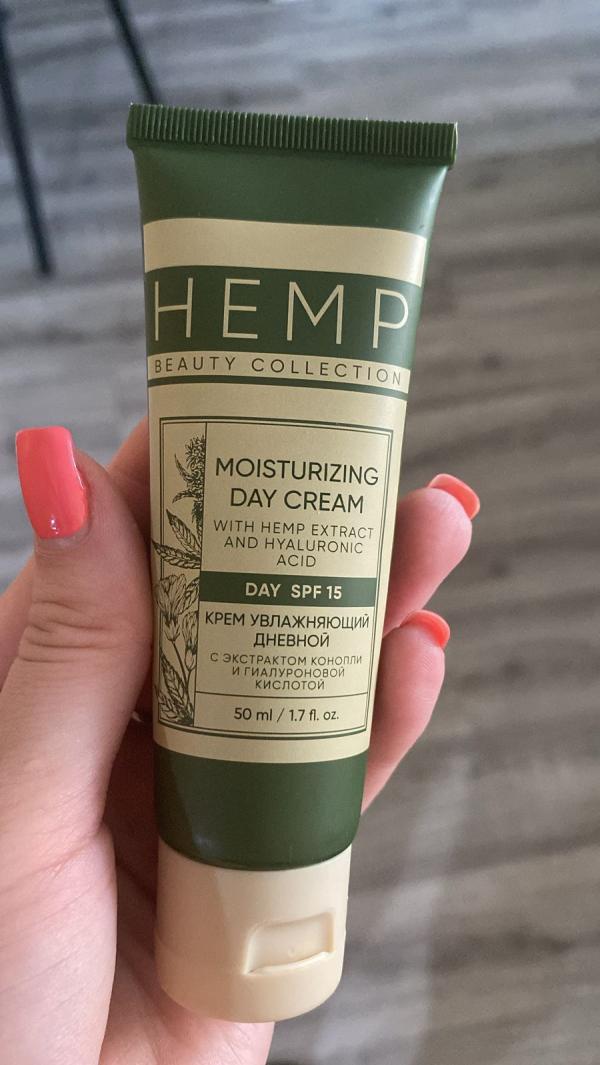 HEMP
BEAUTY COLLECTION
MOISTURIZING
DAY CREAM
WITH HEMP EXTRACT
AND HYALURONIC
ACID
DAY SPF 15
КРЕМ УВЛАЖНЯЮЩИЙ
ДНЕВНОЙ
С ЭКСТРАКТОМ КОНОПЛИ
И ГИАЛУРОНОВОЙ
КИСЛОТОЙ
50 ml / 1.7 fl. oz.